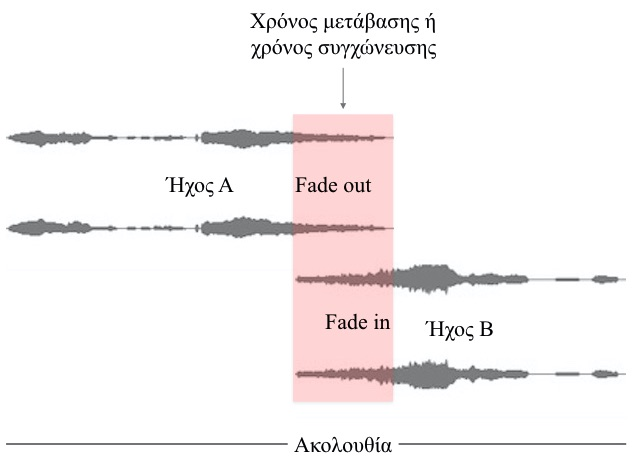 Χρόνος μετάβασης ή
χρόνος συγχώνευσης
Ήχος Α
Fade out
Fade in
Ήχος Β
Ακολουθία